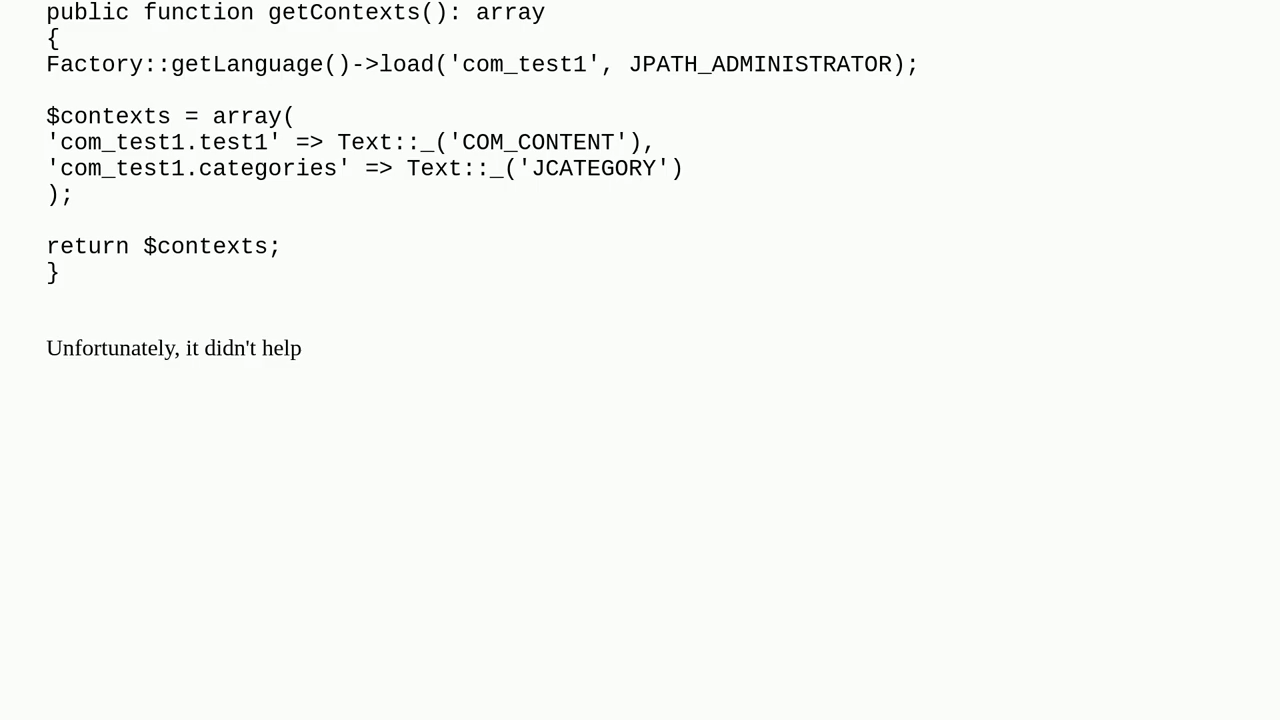 public function getContexts(): array
{
Factory::getLanguage()->load('com_test1', JPATH_ADMINISTRATOR);
$contexts = array(
'com_test1.test1' => Text::_('COM_CONTENT'),
'com_test1.categories' => Text::_('JCATEGORY')
);
return $contexts;
}
Unfortunately, it didn't help